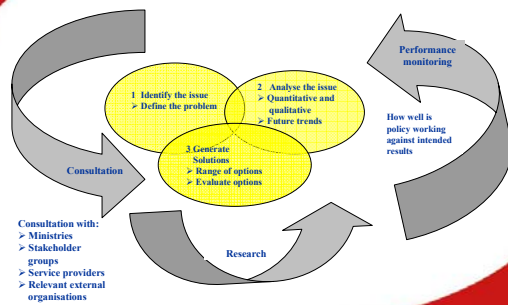 Performance
monitoring
1 Identify the issue
➢ Define the problem
2 Analyse the issue
➢ Quantitative and
qualitative
➢ Future trends
How well is
policy working
against intended
results
3 Generate
Solutions
➢ Range of options
➢ Evaluate options
Consultation
Consultation with:
➢ Ministries
➢ Stakeholder
groups
➢ Service providers
➢ Relevant external
organisations
Research